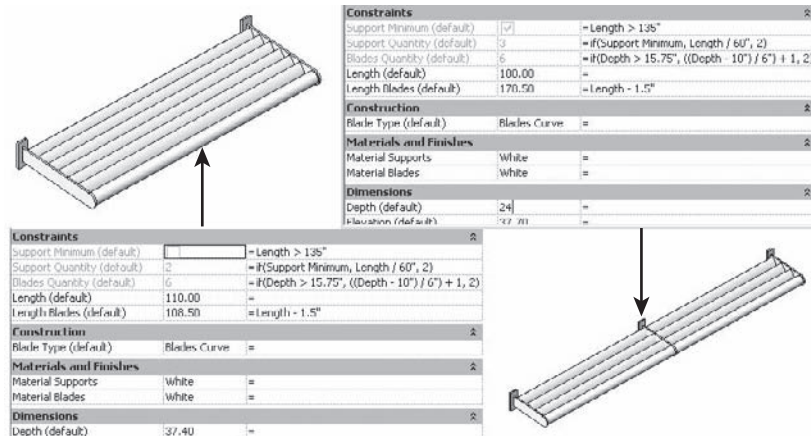 Constraints
Support Minimum (default) =Length > 135"
Support Quantity (default) 3 =if(Support Minimum, Length / 60", 2)
Blades Quantity (default) 6 =if(Depth > 15.75", ((Depth - 10") / 6") + 1, 2)
Length (default) 100.00 =
Length Blades (default) 170.50 =Length - 1.5"
Construction
Blade Type (default) Blades Curve =
Materials and Finishes
Material Supports White =
Material Blades White =
Dimensions
Depth (default) 24 =
Elevation (default) 37.70 =
Constraints
Support Minimum (default) =Length > 135"
Support Quantity (default) 2 =if(Support Minimum, Length / 60", 2)
Blades Quantity (default) 6 =if(Depth > 15.75", ((Depth - 10") / 6") + 1, 2)
Length (default) 110.00 =
Length Blades (default) 108.50 =Length - 1.5"
Construction
Blade Type (default) Blades Curve =
Materials and Finishes
Material Supports White =
Material Blades White =
Dimensions
Depth (default) 37.40 =